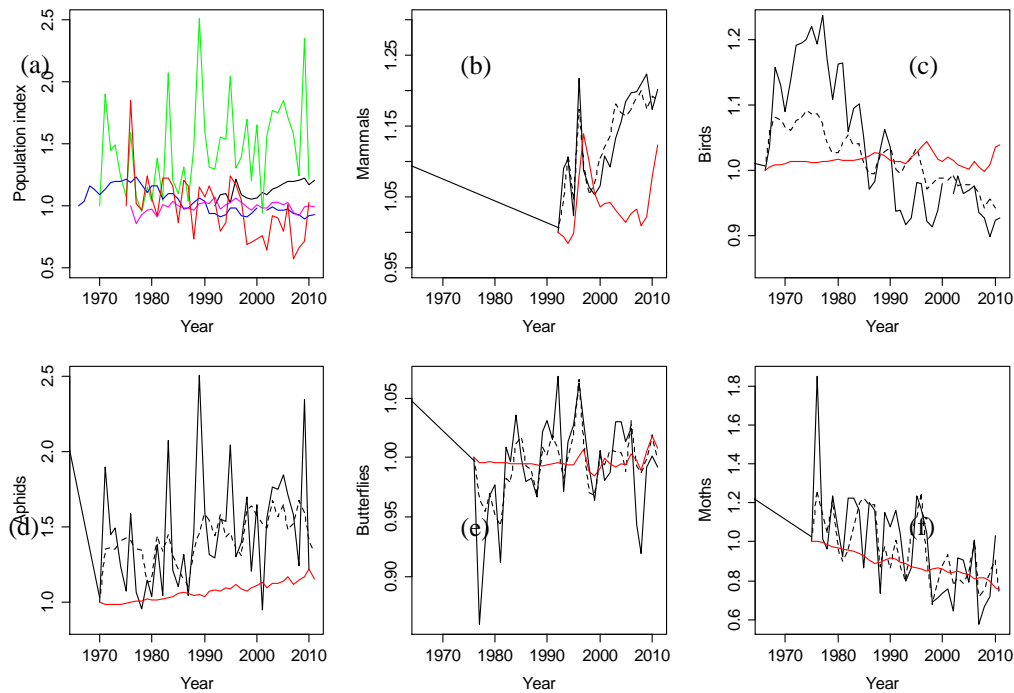 (a)
Population index
2.5
2.0
1.5
1.0
0.5
1970 1980 1990 2000 2010
Year
(b)
Mammals
1.25
1.15
1.05
0.95
1970 1980 1990 2000 2010
Year
(c)
Birds
1.2
1.1
1.0
0.9
1970 1980 1990 2000 2010
Year
(d)
Aphids
2.5
2.0
1.5
1.0
1970 1980 1990 2000 2010
Year
(e)
Butterflies
1.05
1.00
0.95
0.90
1970 1980 1990 2000 2010
Year
(f)
Moths
1.8
1.6
1.4
1.2
1.0
0.8
0.6
1970 1980 1990 2000 2010
Year